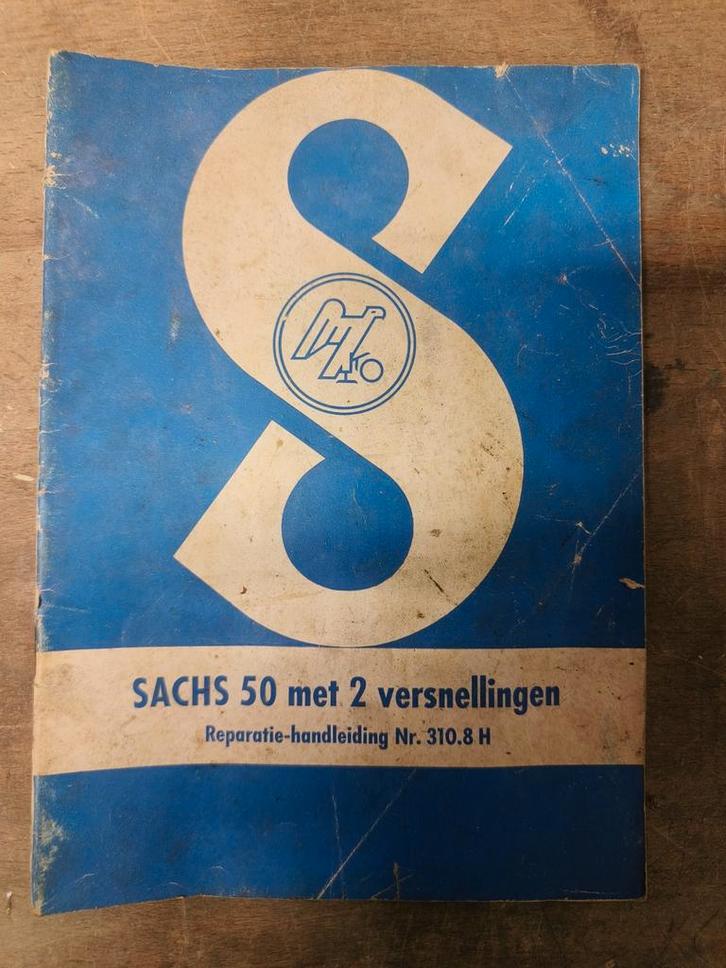 S
SACHS 50 met 2 versnellingen
Reparatie-handleiding Nr. 310.8 H